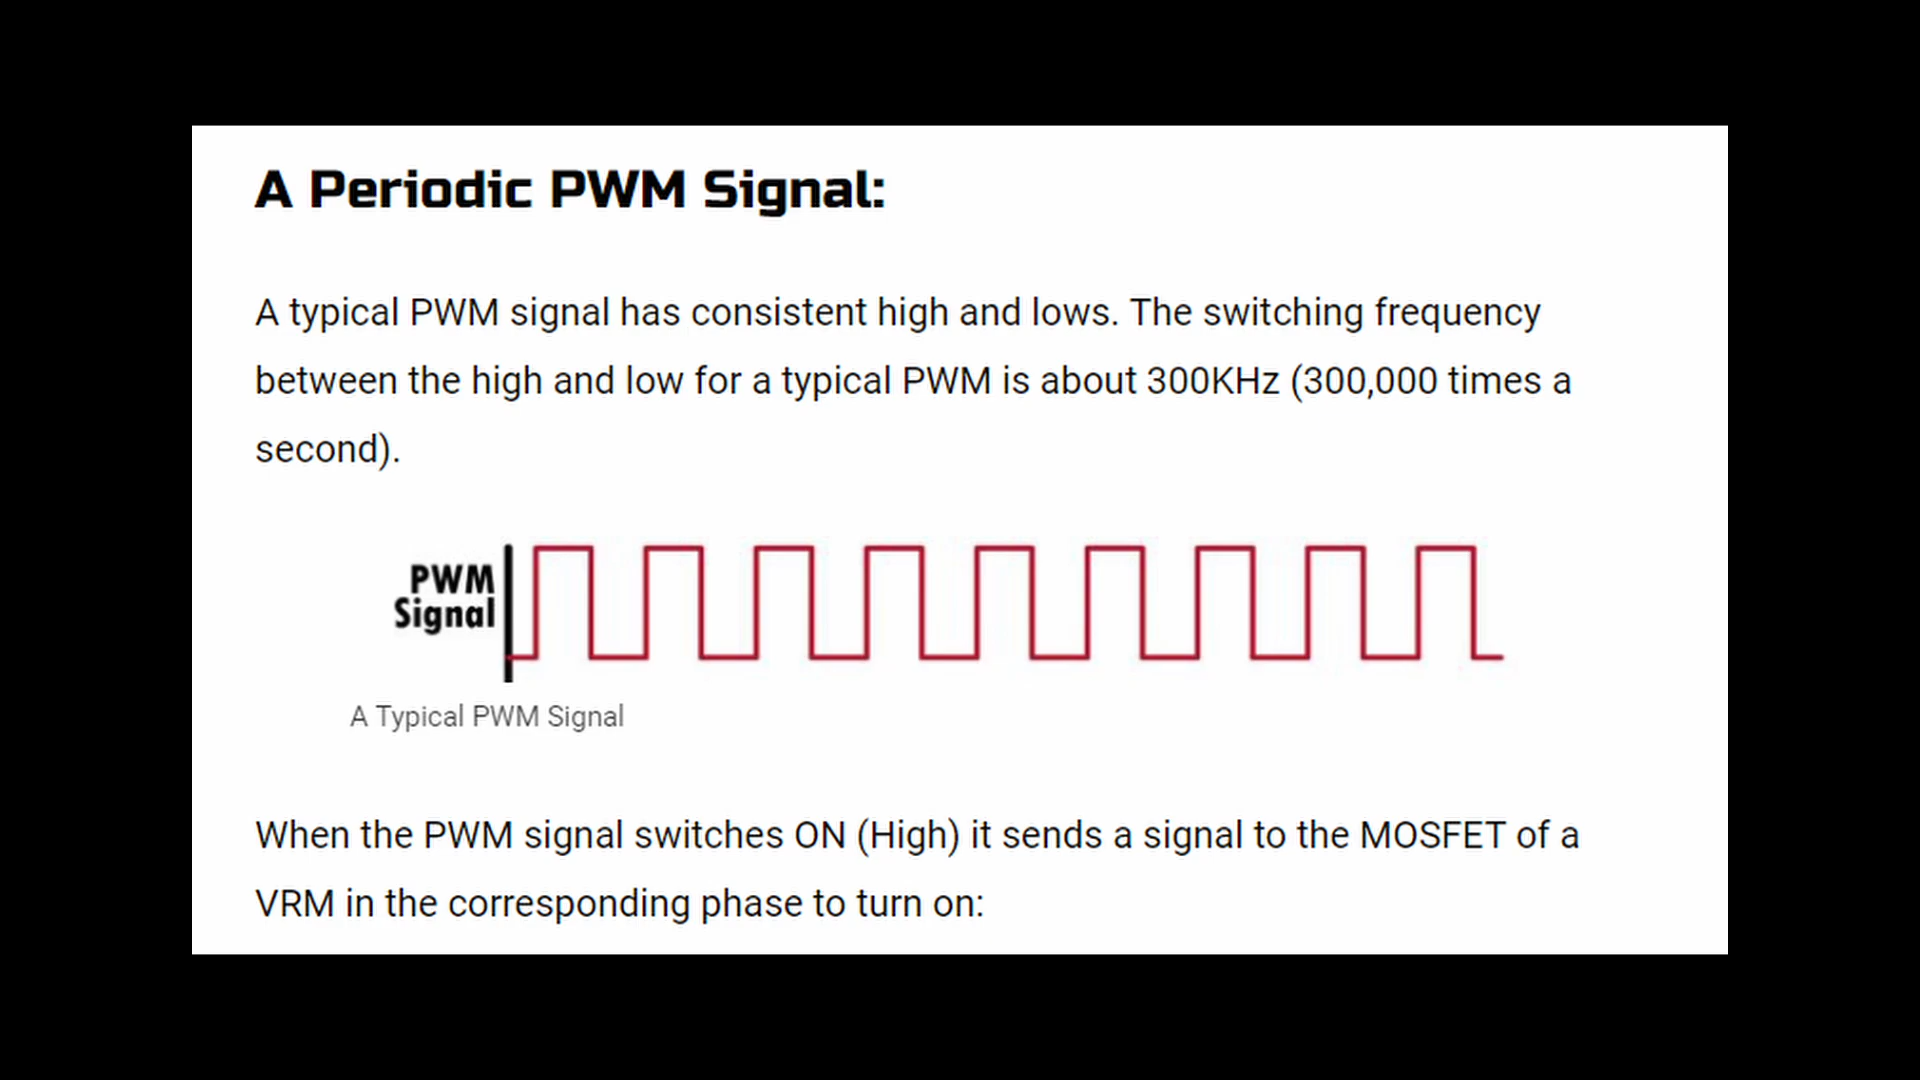 A Periodic PWM Signal:
A typical PWM signal has consistent high and lows. The switching frequency
between the high and low for a typical PWM is about 300KHz (300,000 times a
second).
PWM
Signal
A Typical PWM Signal
When the PWM signal switches ON (High) it sends a signal to the MOSFET of a
VRM in the corresponding phase to turn on: